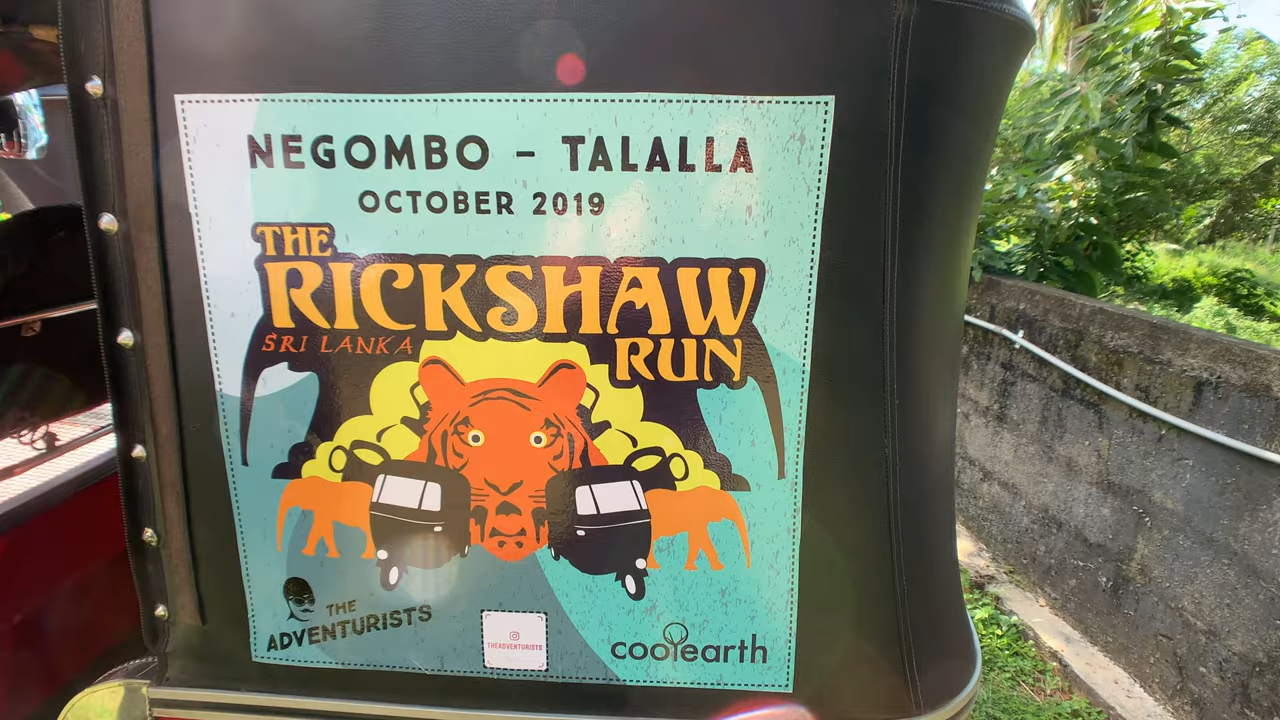 NEGOMBO - TALALLA
OCTOBER 2019
THE
RICKSHAW
SRI LANKA
RUN
THE
ADVENTURISTS
THEADVENTURISTS
coolearth